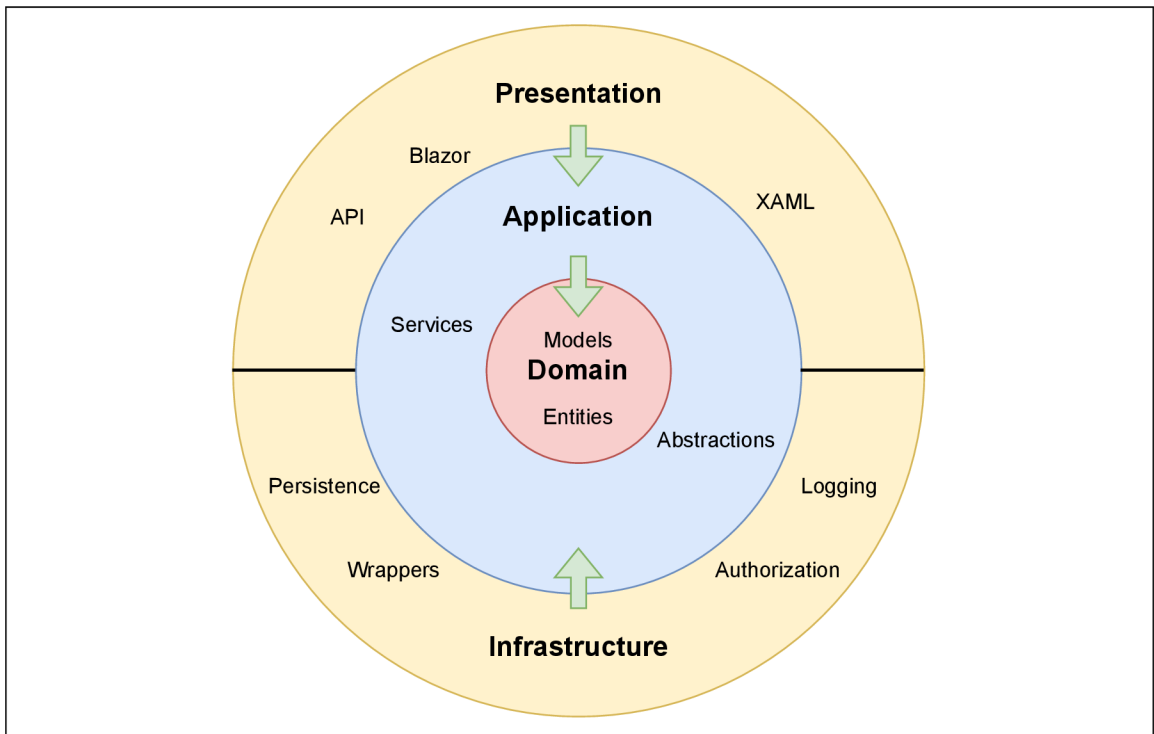 Presentation
Blazor
XAML
API
Application
Services
Models
Domain
Entities
Abstractions
Persistence
Logging
Wrappers
Authorization
Infrastructure